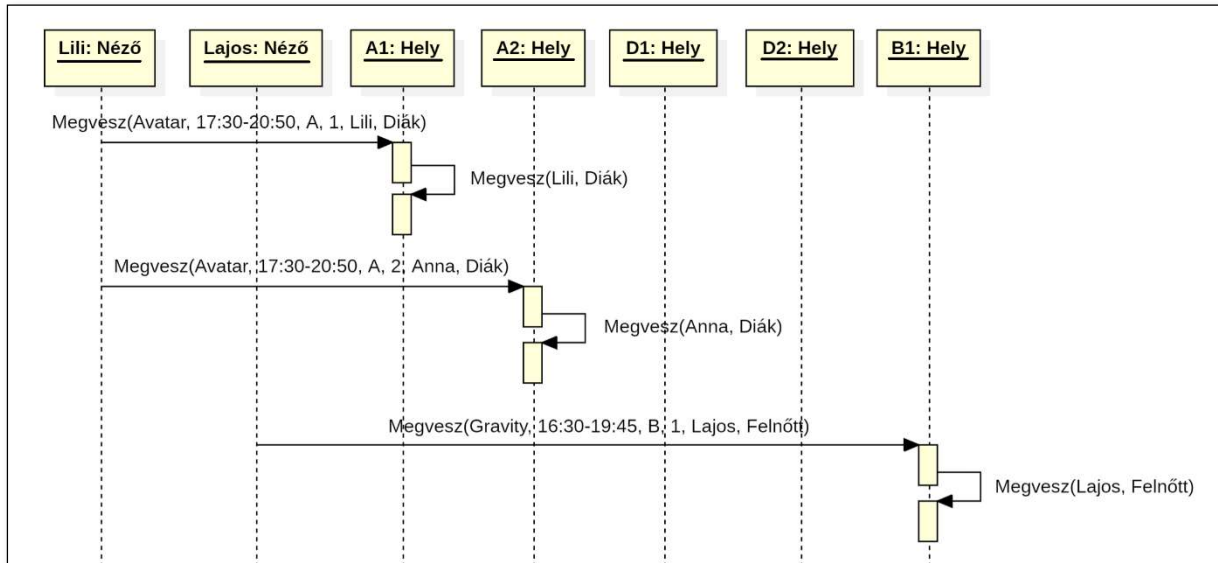 Lili: Néző
Lajos: Néző
A1: Hely
A2: Hely
D1: Hely
D2: Hely
B1: Hely
Megvesz(Avatar, 17:30-20:50, A, 1, Lili, Diák)
Megvesz(Lili, Diák)
Megvesz(Avatar, 17:30-20:50, A, 2, Anna, Diák)
Megvesz(Anna, Diák)
Megvesz(Gravity, 16:30-19:45, B, 1, Lajos, Felnőtt)
Megvesz(Lajos, Felnőtt)